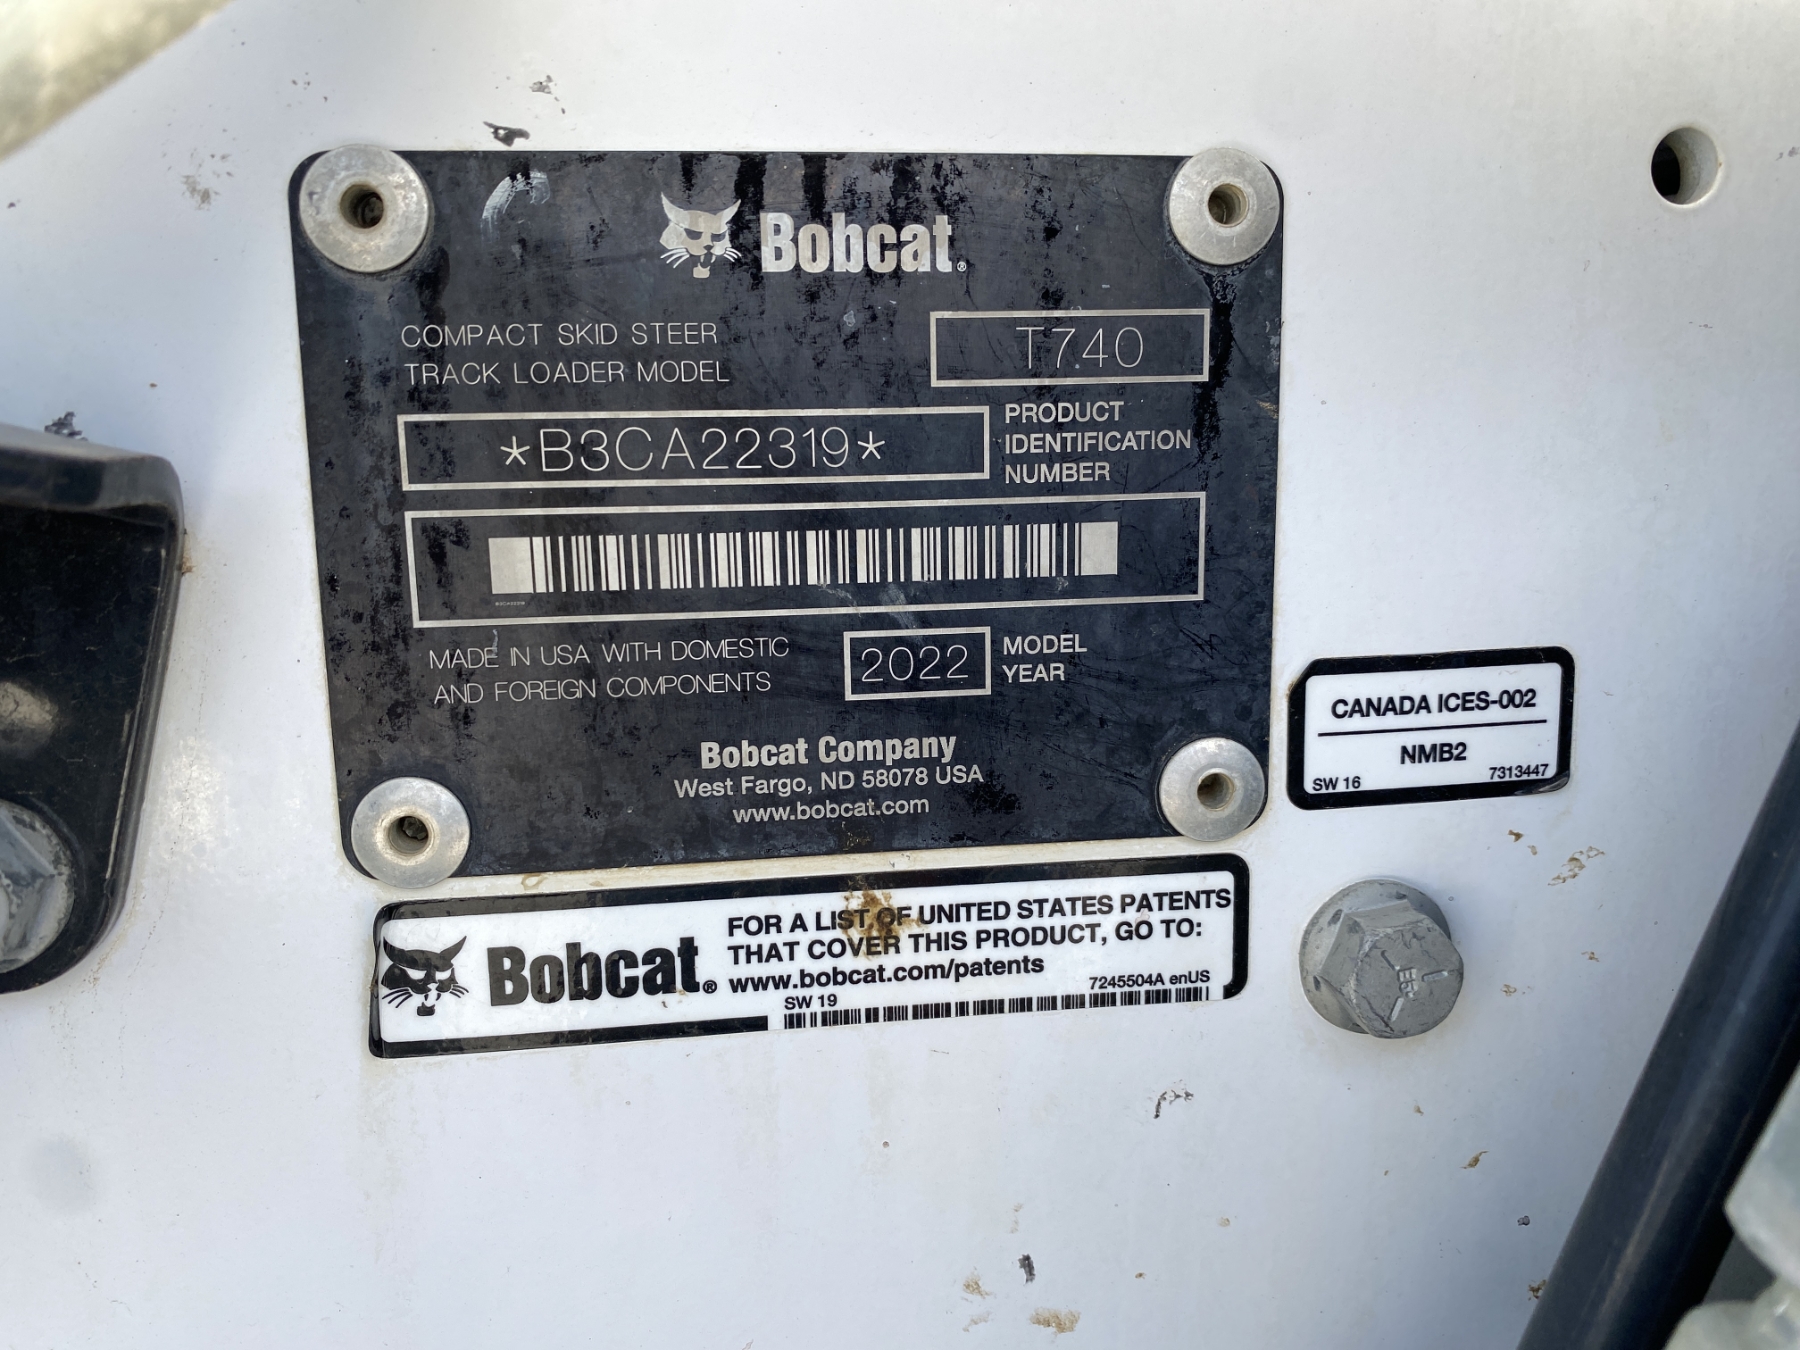 Bobcat®
COMPACT SKID STEER
TRACK LOADER MODEL
T740
*B3CA22319*
PRODUCT
IDENTIFICATION
NUMBER
MADE IN USA WITH DOMESTIC
AND FOREIGN COMPONENTS
2022
MODEL
YEAR
Bobcat Company
West Fargo, ND 58078 USA
www.bobcat.com
CANADA ICES-002
NMB2
SW 16
7313447
Bobcat®
FOR A LIST OF UNITED STATES PATENTS
THAT COVER THIS PRODUCT, GO TO:
www.bobcat.com/patents
7245504A enUS
SW 19